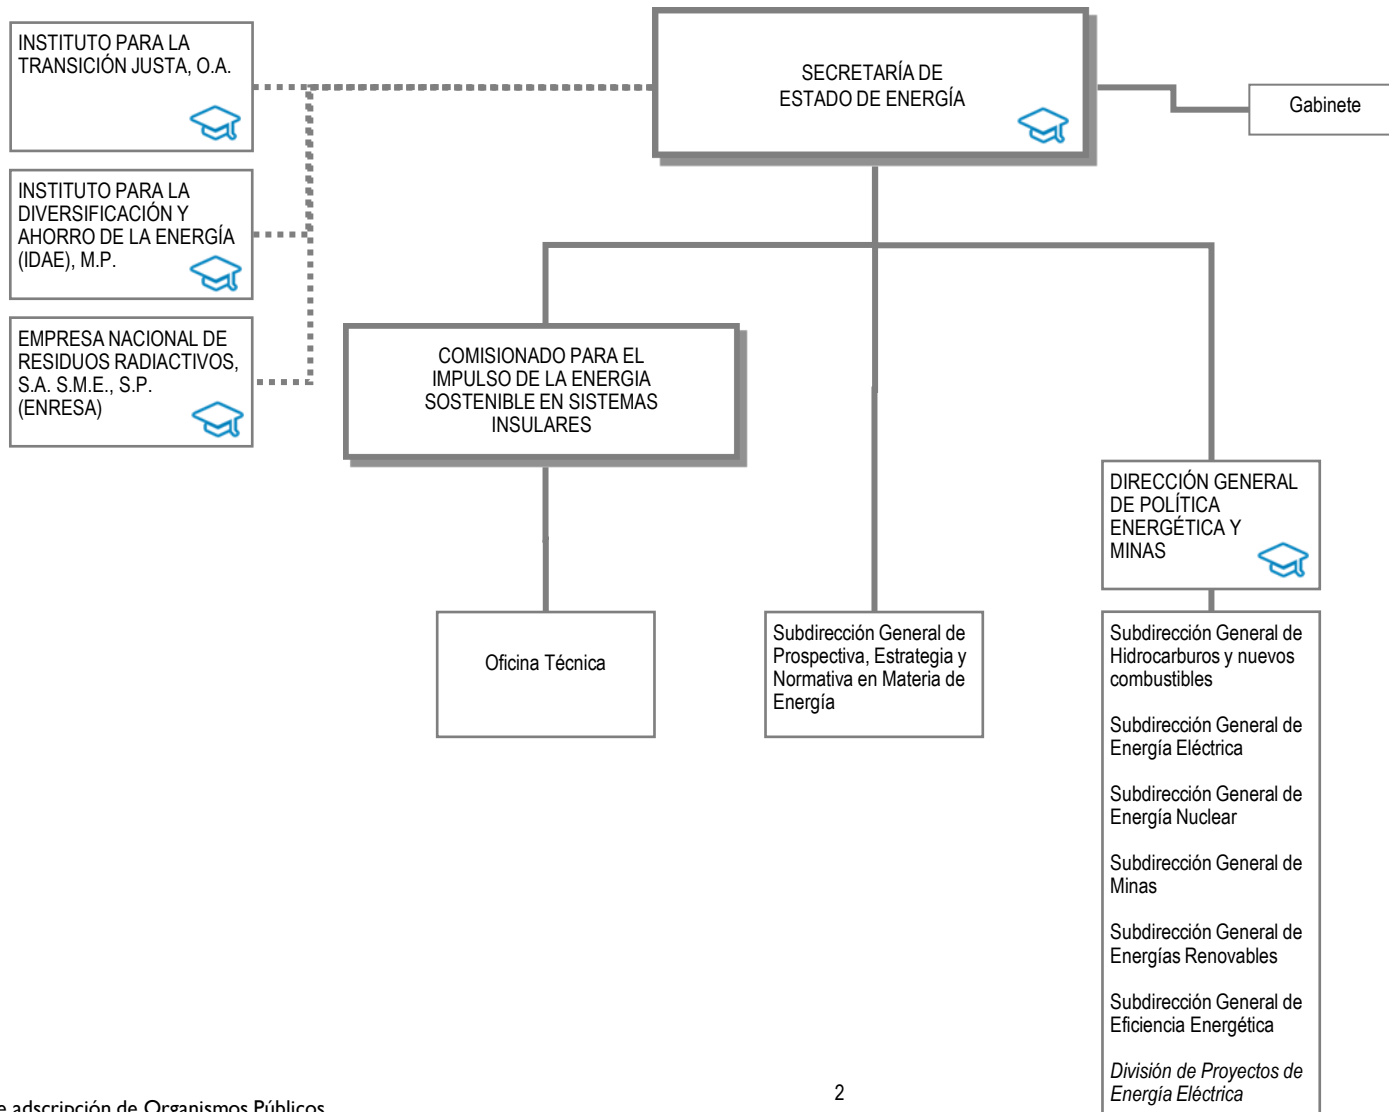 INSTITUTO PARA LA
TRANSICIÓN JUSTA, O.A.
SECRETARÍA DE
ESTADO DE ENERGÍA
Gabinete
INSTITUTO PARA LA
DIVERSIFICACIÓN Y
AHORRO DE LA ENERGÍA
(IDAE), M.P.
EMPRESA NACIONAL DE
RESIDUOS RADIACTIVOS,
S.A. S.M.E., S.P.
(ENRESA)
COMISIONADO PARA EL
IMPULSO DE LA ENERGIA
SOSTENIBLE EN SISTEMAS
INSULARES
DIRECCIÓN GENERAL
DE POLÍTICA
ENERGÉTICA Y
MINAS
Oficina Técnica
Subdirección General de
Prospectiva, Estrategia y
Normativa en Materia de
Energía
Subdirección General de
Hidrocarburos y nuevos
combustibles
Subdirección General de
Energía Eléctrica
Subdirección General de
Energía Nuclear
Subdirección General de
Minas
Subdirección General de
Energías Renovables
Subdirección General de
Eficiencia Energética
División de Proyectos de
Energía Eléctrica
2
e adscripción de Organismos Públicos